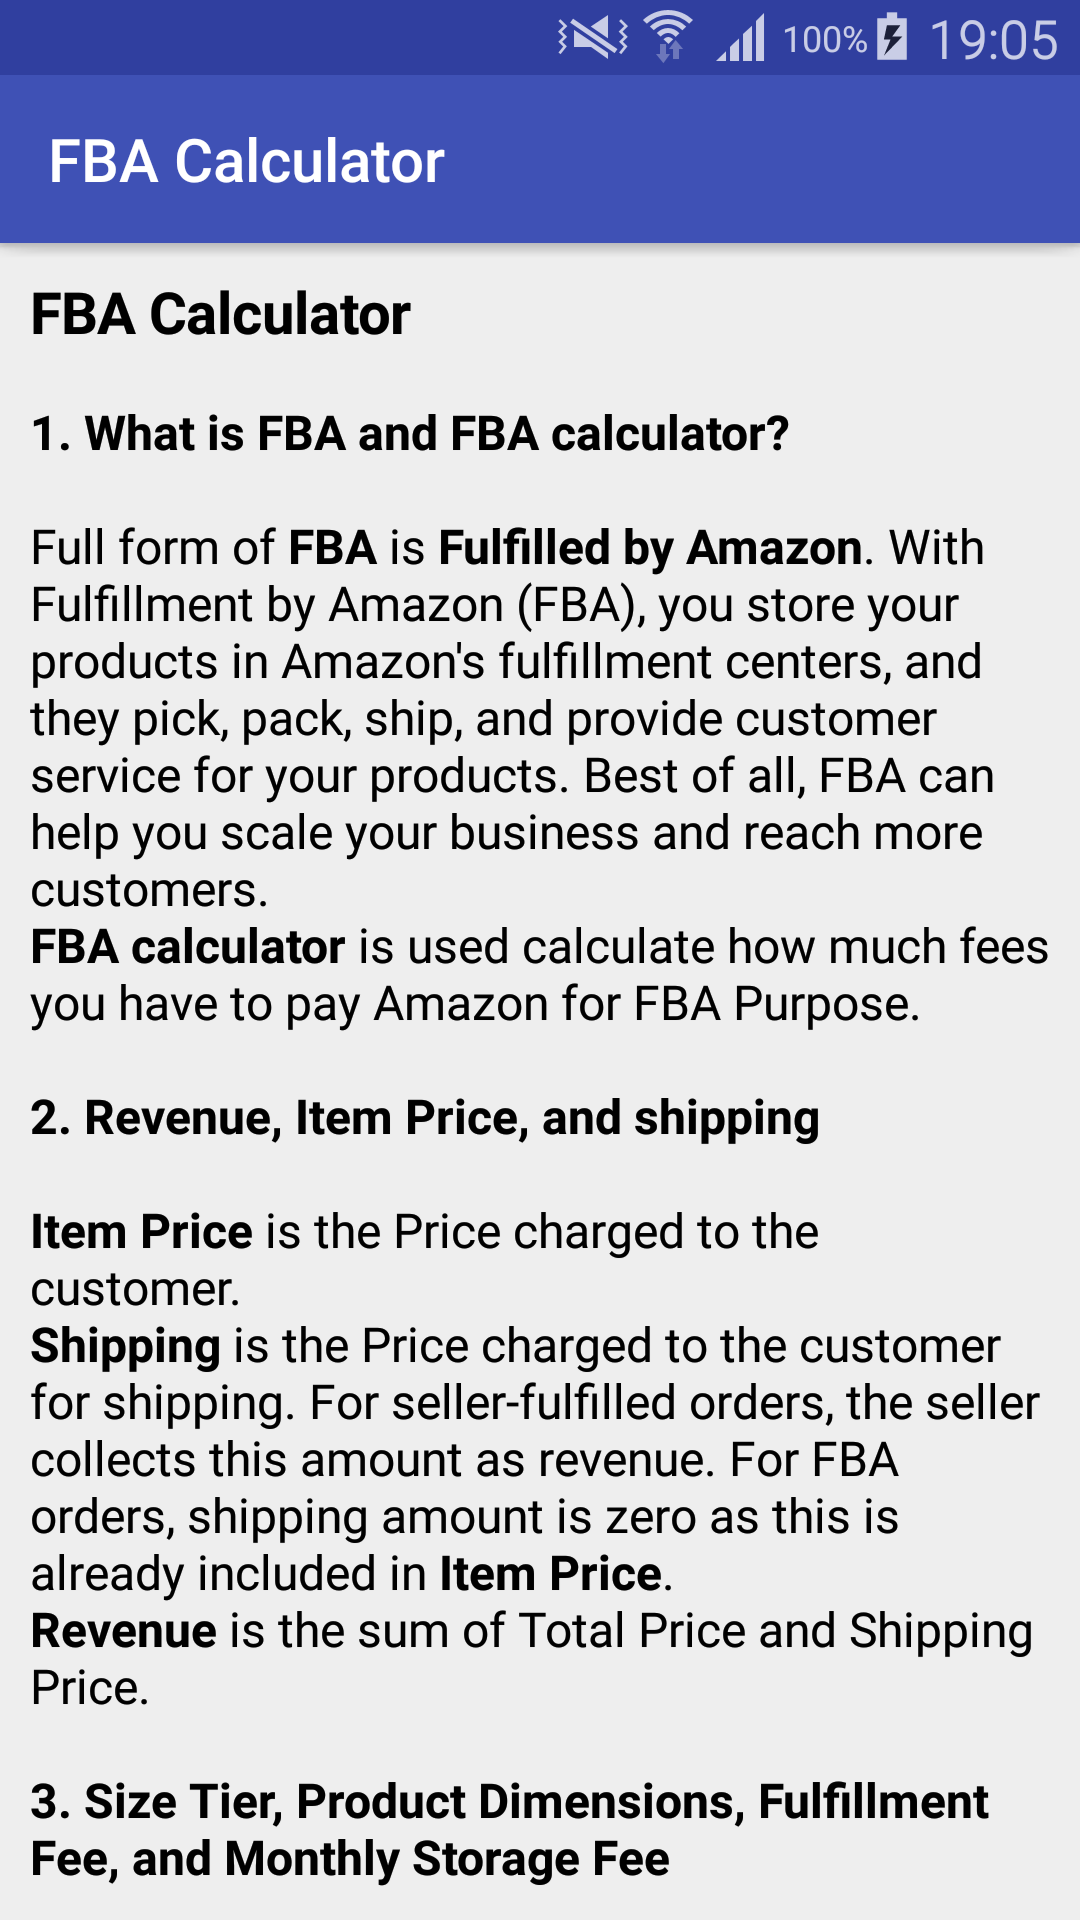 100% 19:05
FBA Calculator
FBA Calculator
1. What is FBA and FBA calculator?
Full form of FBA is Fulfilled by Amazon. With
Fulfillment by Amazon (FBA), you store your
products in Amazon's fulfillment centers, and
they pick, pack, ship, and provide customer
service for your products. Best of all, FBA can
help you scale your business and reach more
customers.
FBA calculator is used calculate how much fees
you have to pay Amazon for FBA Purpose.
2. Revenue, Item Price, and shipping
Item Price is the Price charged to the
customer.
Shipping is the Price charged to the customer
for shipping. For seller-fulfilled orders, the seller
collects this amount as revenue. For FBA
orders, shipping amount is zero as this is
already included in Item Price.
Revenue is the sum of Total Price and Shipping
Price.
3. Size Tier, Product Dimensions, Fulfillment
Fee, and Monthly Storage Fee